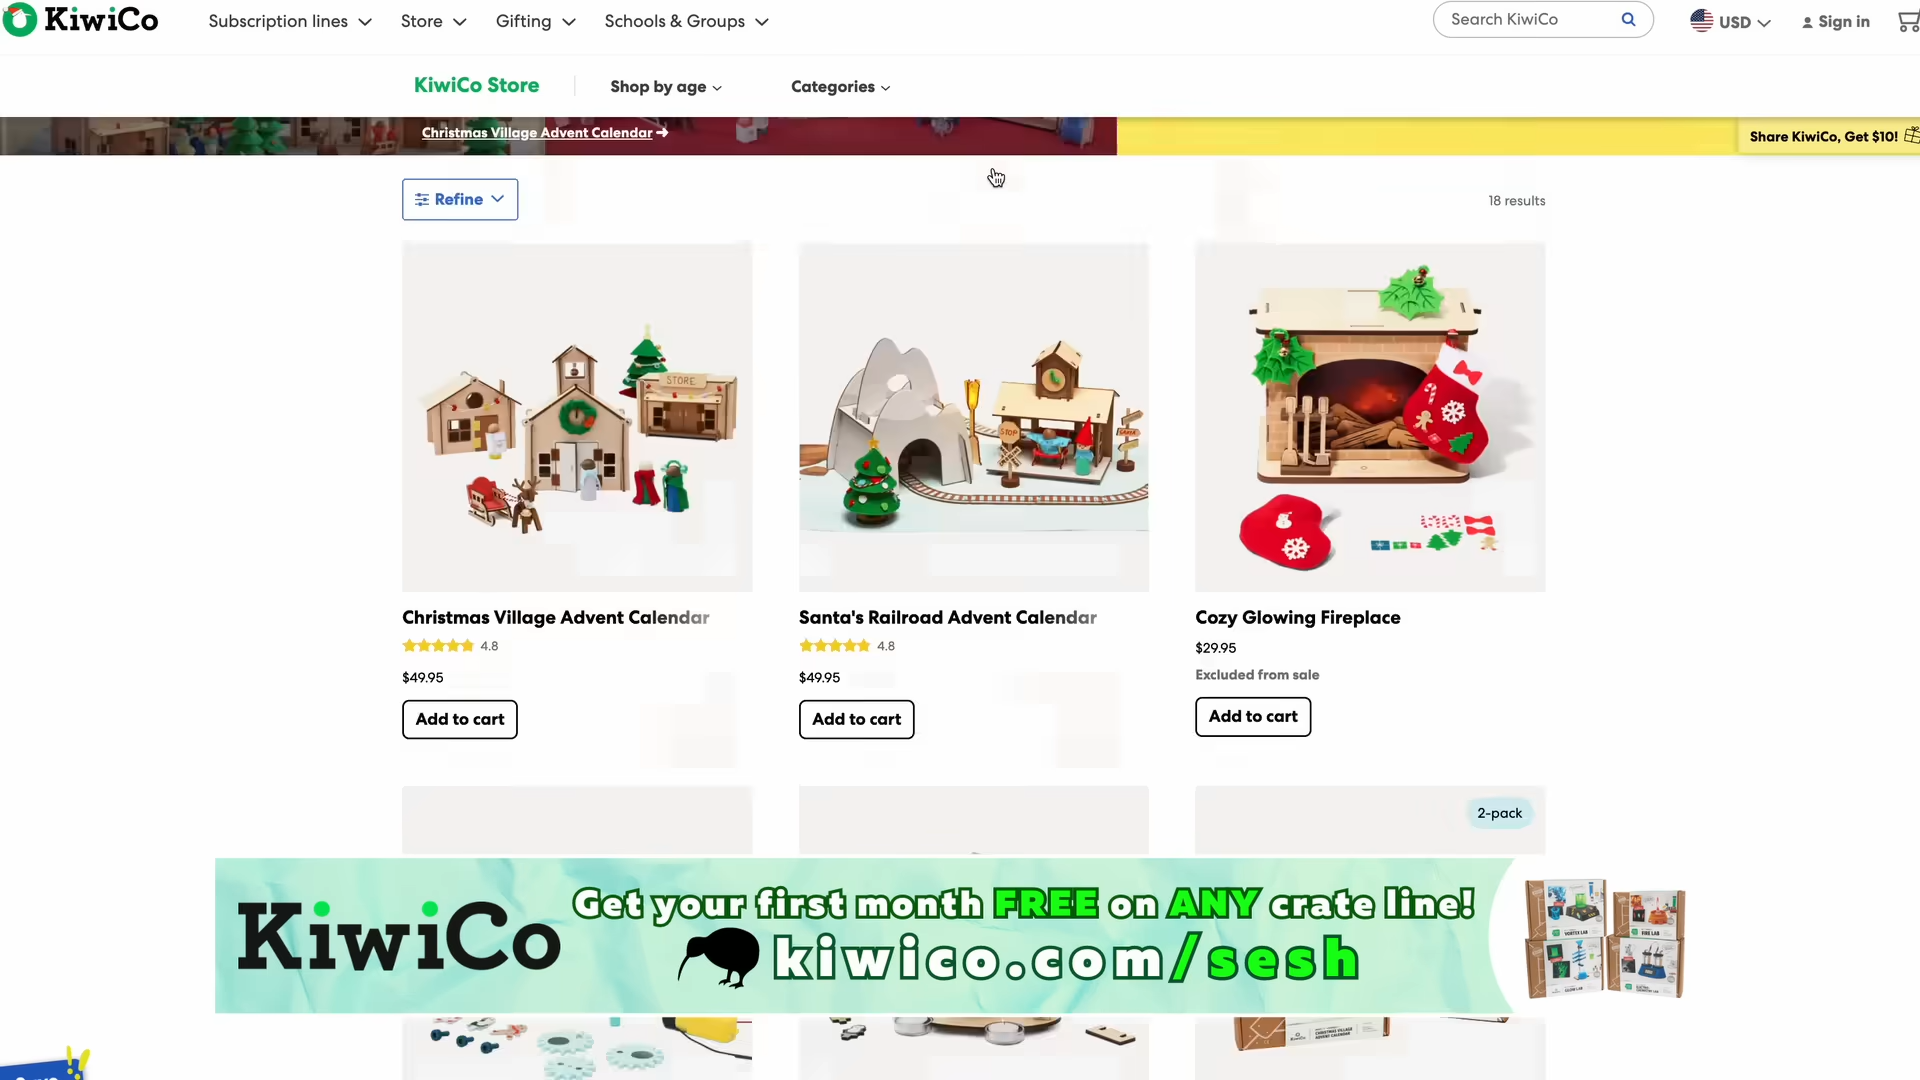 KiwiCo
Subscription lines
Store
Gifting
Schools & Groups
Search KiwiCo
USD
Sign in
KiwiCo Store
Shop by age
Categories
Christmas Village Advent Calendar
Share KiwiCo, Get $10!
Refine
18 results
STORE
STOP
Christmas Village Advent Calendar
4.8
$49.95
Add to cart
Santa's Railroad Advent Calendar
4.8
$49.95
Add to cart
Cozy Glowing Fireplace
$29.95
Excluded from sale
Add to cart
2-pack
KiwiCo
Get your first month FREE on ANY crate line!
kiwico.com/sesh